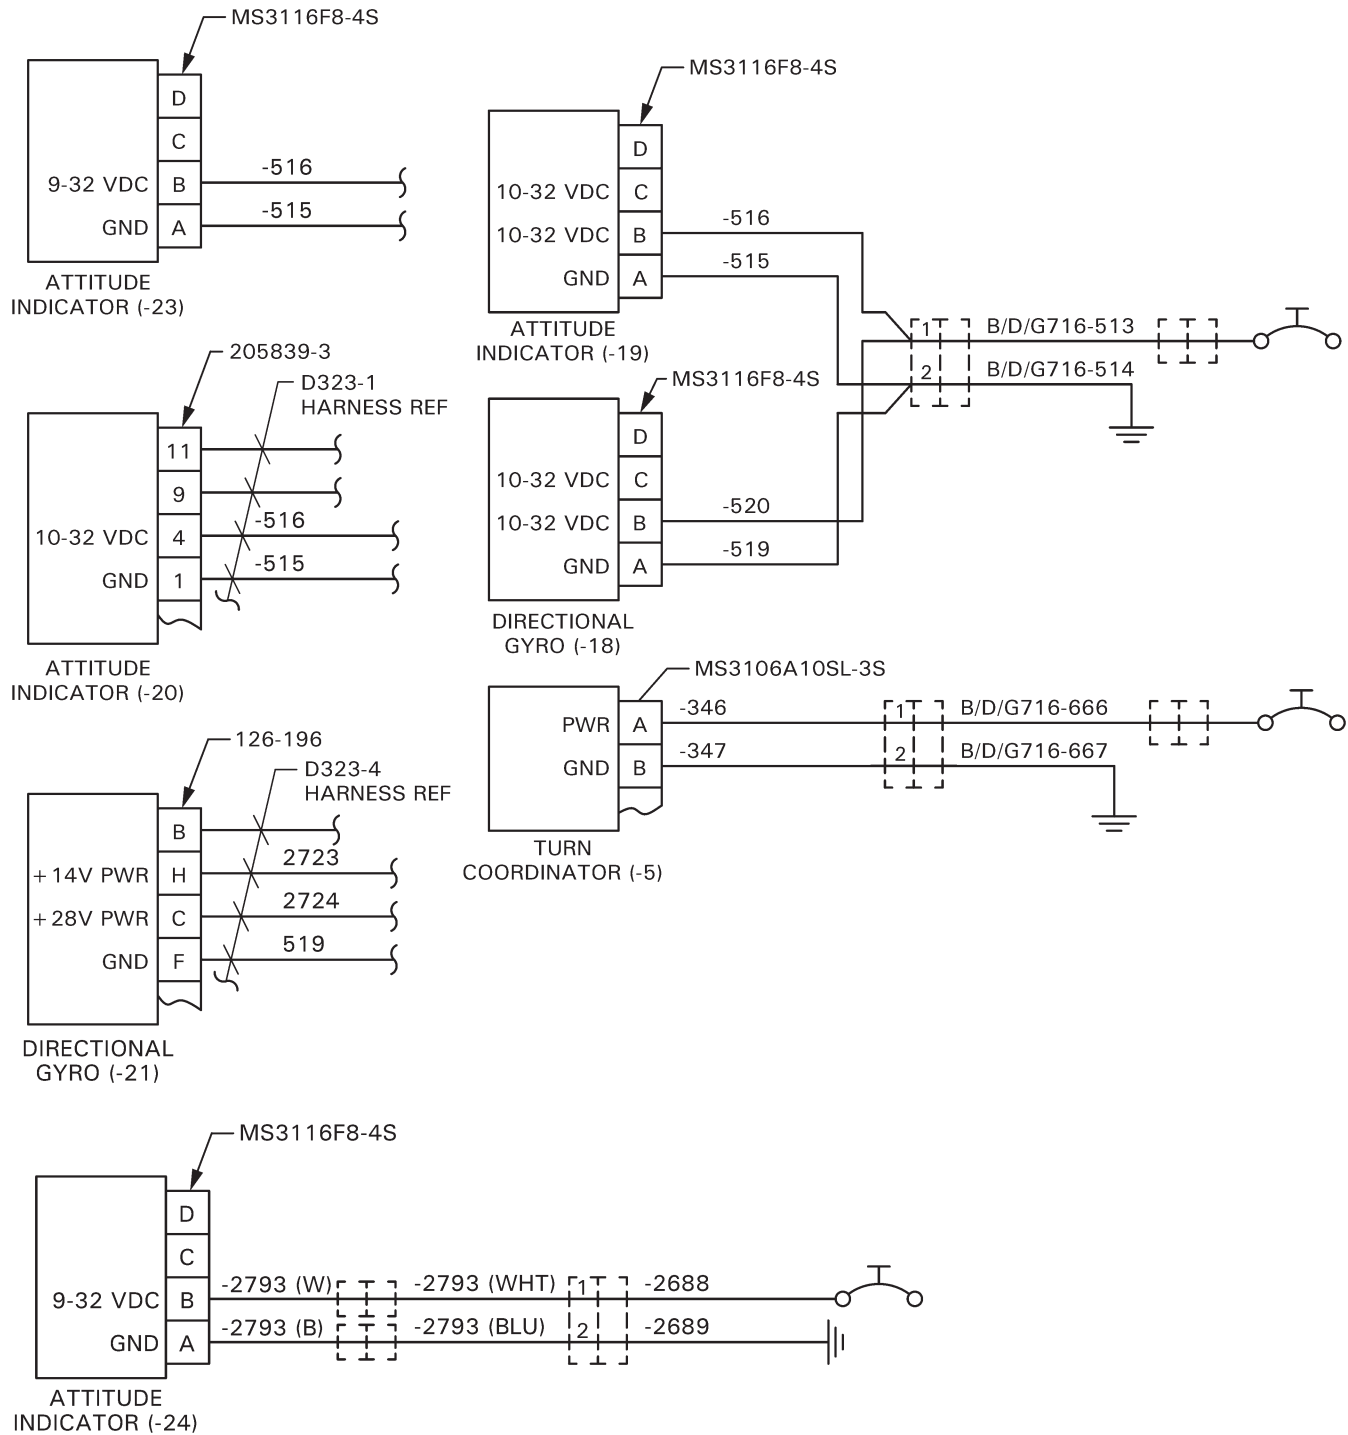 MS3116F8-4S
D
C
9-32 VDC B -516
GND A -515
ATTITUDE
INDICATOR (-23)
205839-3
D323-1
HARNESS REF
11
9
10-32 VDC 4 -516
GND 1 -515
ATTITUDE
INDICATOR (-20)
126-196
D323-4
HARNESS REF
B
+14V PWR H 2723
+28V PWR C 2724
GND F 519
DIRECTIONAL
GYRO (-21)
MS3116F8-4S
D
10-32 VDC C
10-32 VDC B -516
GND A -515
ATTITUDE
INDICATOR (-19)
1 B/D/G716-513
2 B/D/G716-514
MS3116F8-4S
D
10-32 VDC C
10-32 VDC B -520
GND A -519
DIRECTIONAL
GYRO (-18)
MS3106A10SL-3S
PWR A -346 1 B/D/G716-666
GND B -347 2 B/D/G716-667
TURN
COORDINATOR (-5)
MS3116F8-4S
D
C
9-32 VDC B -2793 (W) -2793 (WHT) 1 -2688
GND A -2793 (B) -2793 (BLU) 2 -2689
ATTITUDE
INDICATOR (-24)